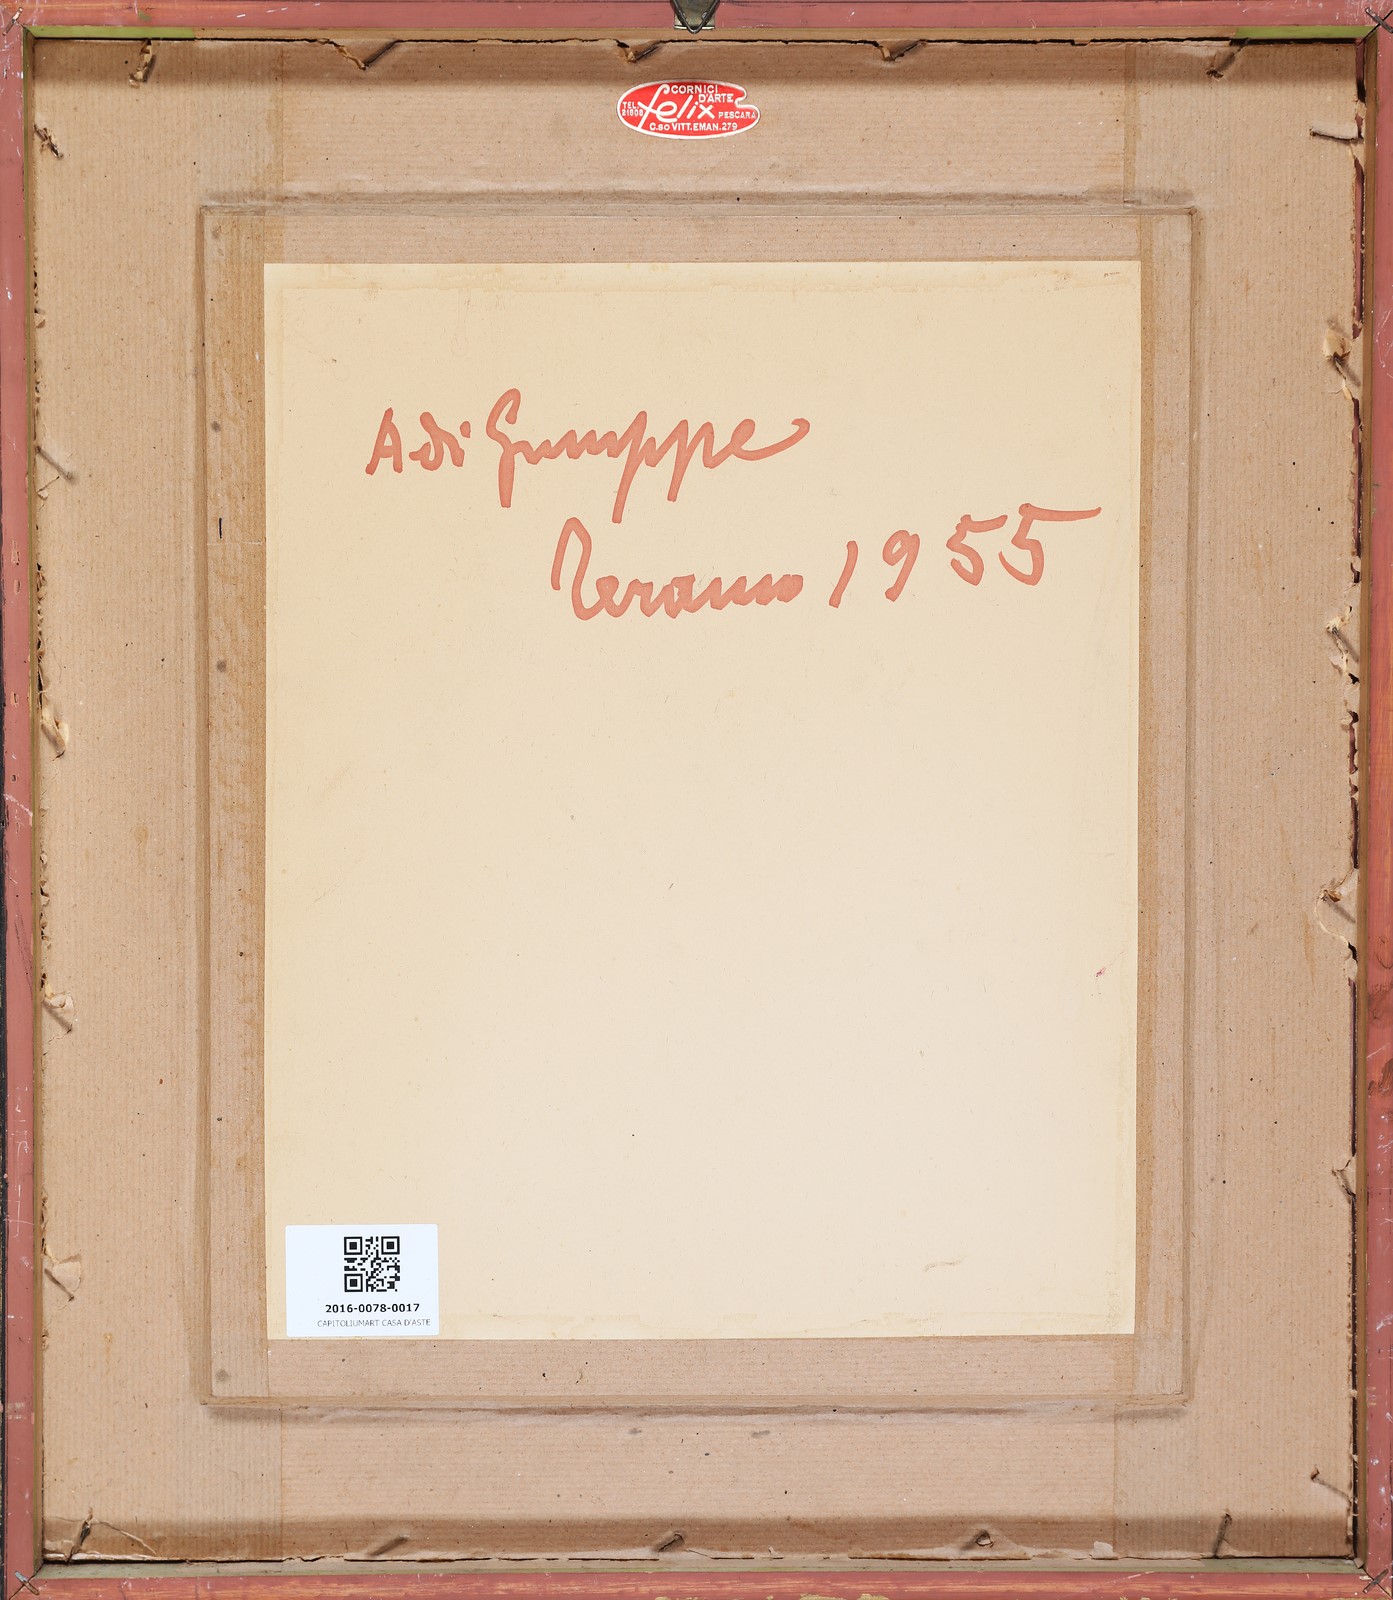 CORNICI
D'ARTE
TEL.
21608
felix
PESCARA
C.so VITT. EMAN. 279
A di Giuseppe
Teramo 1955
2016-0078-0017
CAPITOLIUMART CASA D'ASTE